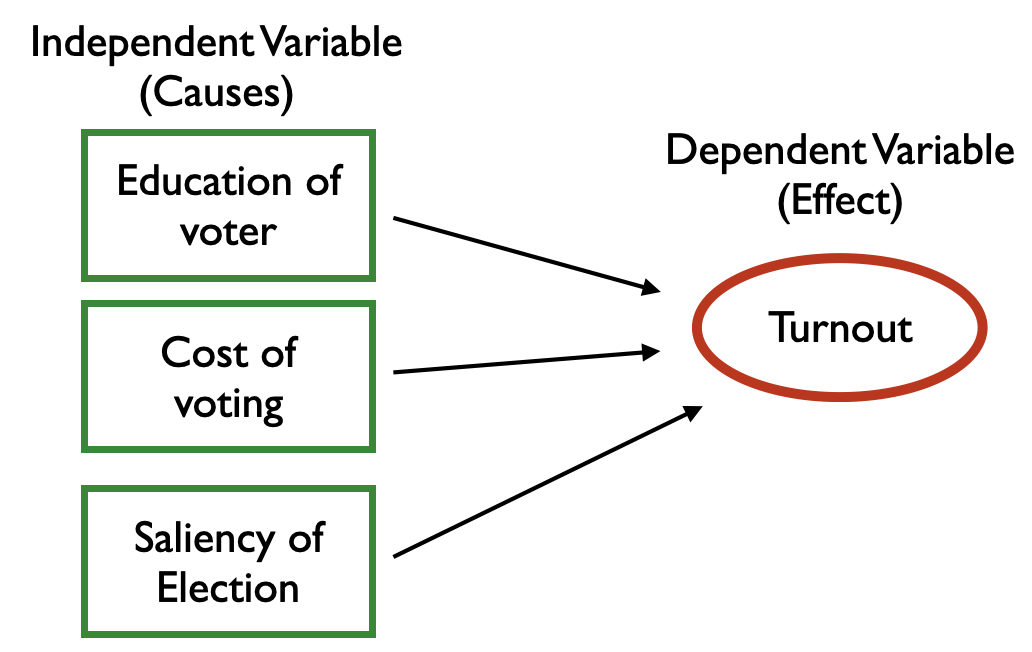 Independent Variable
(Causes)
Education of
voter
Cost of
voting
Saliency of
Election
Dependent Variable
(Effect)
Turnout